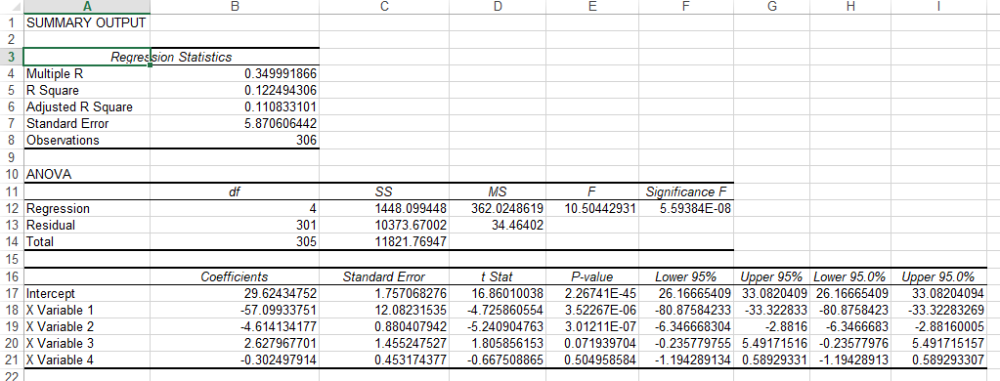 A B C D E F G H I
1 SUMMARY OUTPUT
2
3 Regression Statistics
4 Multiple R 0.349991866
5 R Square 0.122494306
6 Adjusted R Square 0.110833101
7 Standard Error 5.870606442
8 Observations 306
9
10 ANOVA
11 df SS MS F Significance F
12 Regression 4 1448.099448 362.0248619 10.50442931 5.59384E-08
13 Residual 301 10373.67002 34.46402
14 Total 305 11821.76947
15
16 Coefficients Standard Error t Stat P-value Lower 95% Upper 95% Lower 95.0% Upper 95.0%
17 Intercept 29.62434752 1.757068276 16.86010038 2.26741E-45 26.16665409 33.0820409 26.16665409 33.08204094
18 X Variable 1 -57.09933751 12.08231535 -4.725860554 3.52267E-06 -80.87584233 -33.322833 -80.8758423 -33.32283269
19 X Variable 2 -4.614134177 0.880407942 -5.240904763 3.01211E-07 -6.346668304 -2.8816 -6.3466683 -2.88160005
20 X Variable 3 2.627967701 1.455247527 1.805856153 0.071939704 -0.235779755 5.49171516 -0.23577976 5.491715157
21 X Variable 4 -0.302497914 0.453174377 -0.667508865 0.504958584 -1.194289134 0.58929331 -1.19428913 0.589293307
22